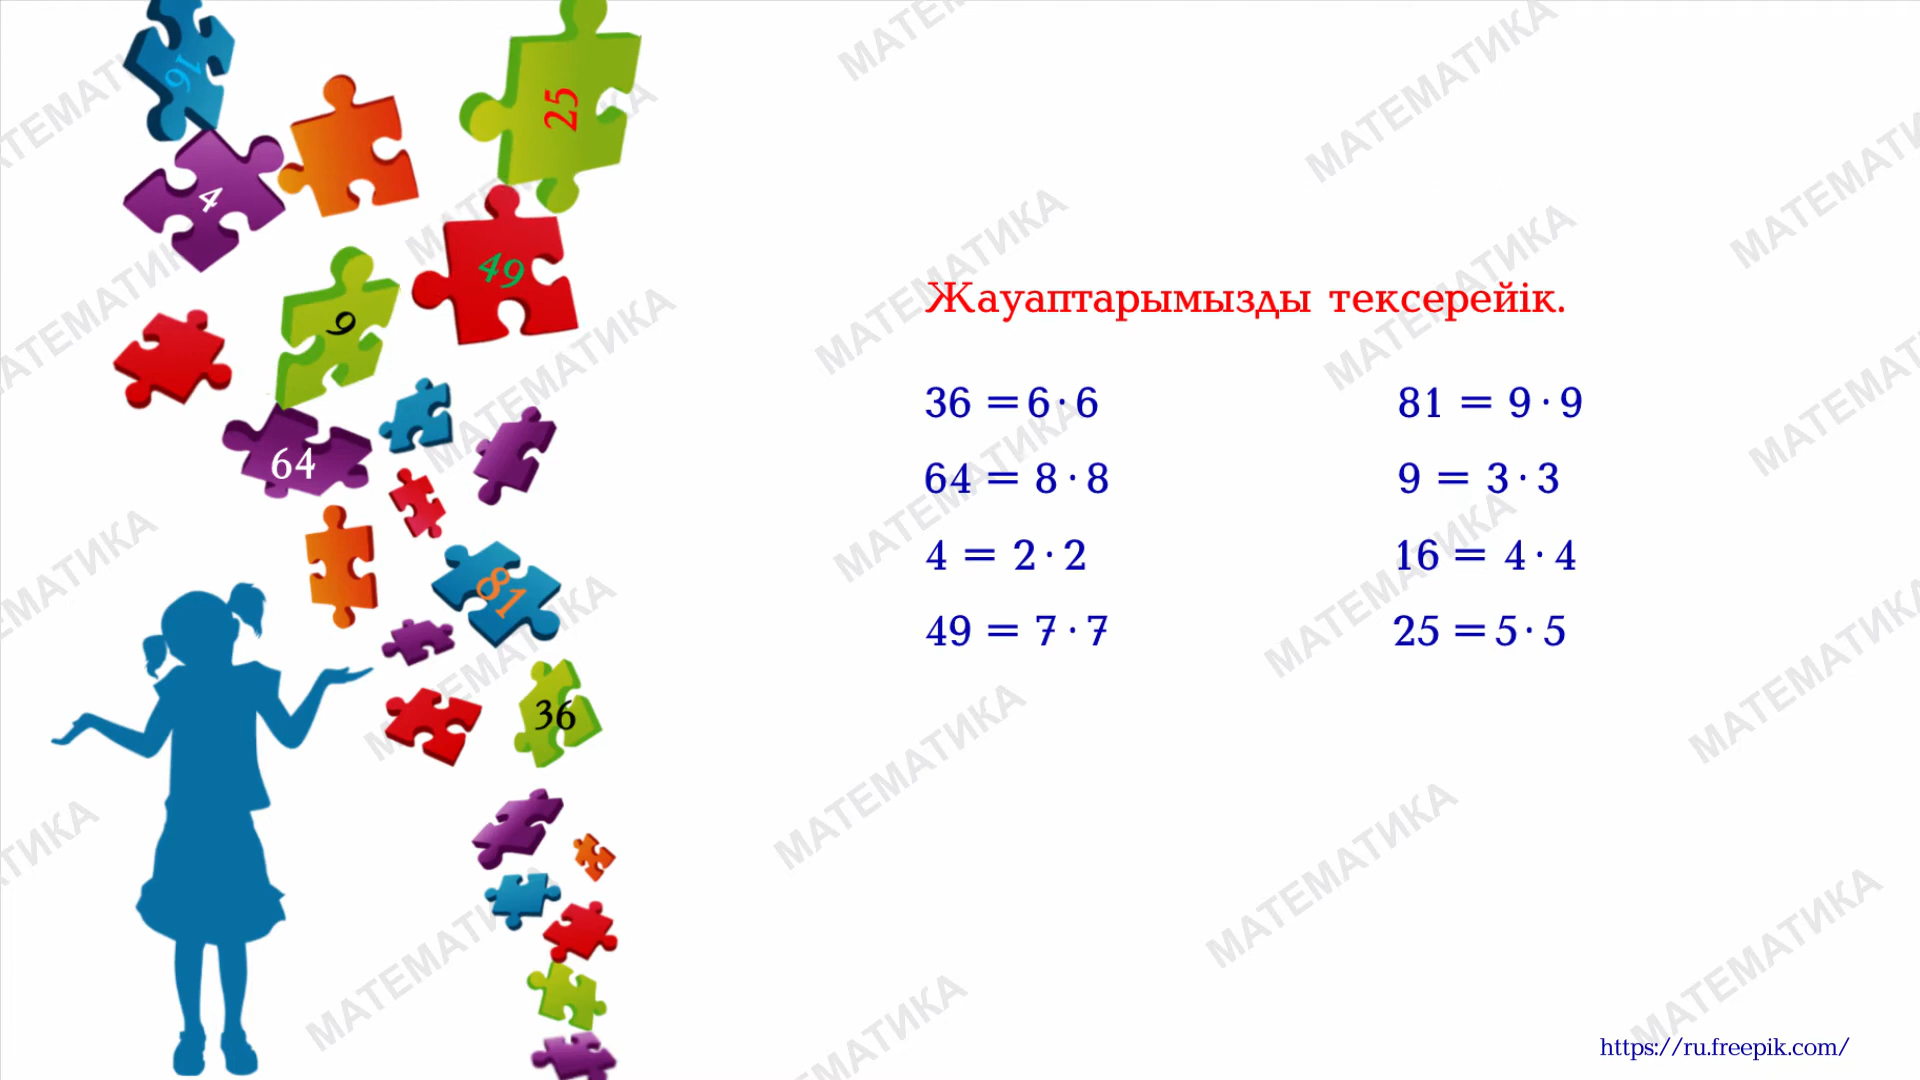 16
25
4
49
9
64
81
36
Жауаптарымызды тексерейік.
36 = 6 · 6
81 = 9 · 9
64 = 8 · 8
9 = 3 · 3
4 = 2 · 2
16 = 4 · 4
49 = 7 · 7
25 = 5 · 5
МАТЕМАТИКА
https://ru.freepik.com/